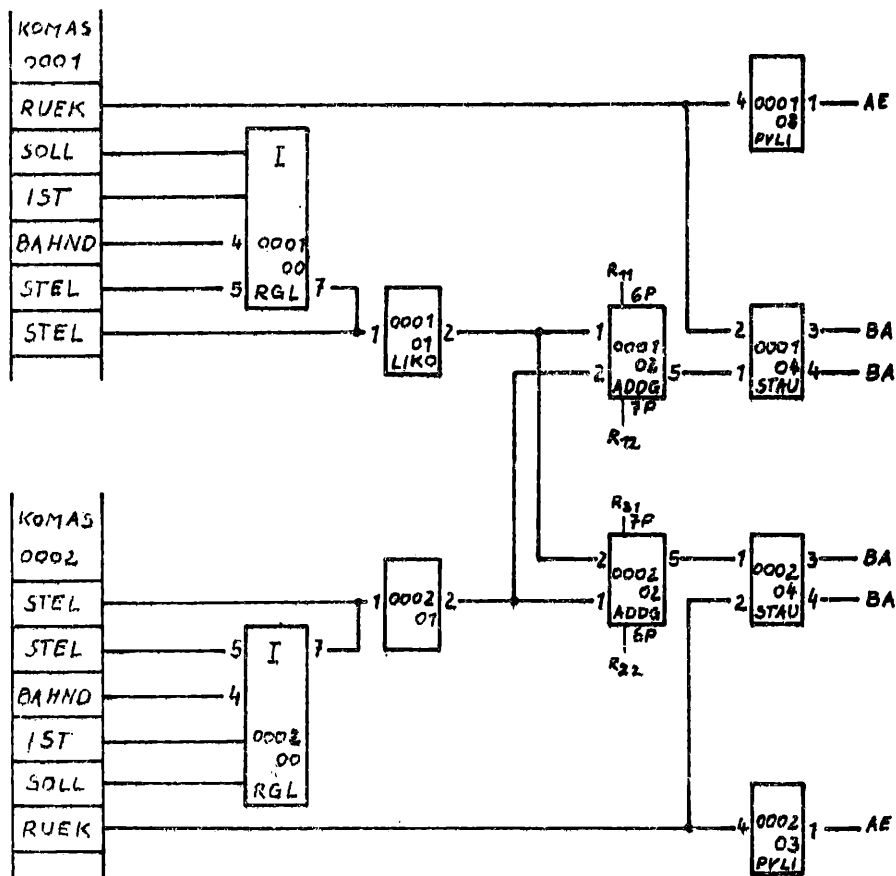 KOMAS
0001
RUEK
SOLL
IST
BAHND
STEL
STEL
I
4 0001
00
5 RGL 7
1 0001 2
01
LIKO
R11
6P
1 0001
02
2 ADDG 5
7P
R12
4 0001 1 AE
03
PYLI
2 0001 3 BA
04
1 STAU 4 BA
KOMAS
0002
STEL
STEL
BAHND
IST
SOLL
RUEK
5 I 7
4
0002
00
RGL
1 0002 2
01
R21
7P
2 0002 5
02
1 ADDG
6P
R22
1 0002 3 BA
04
2 STAU 4 BA
4 0002 1 AE
03
PYLI